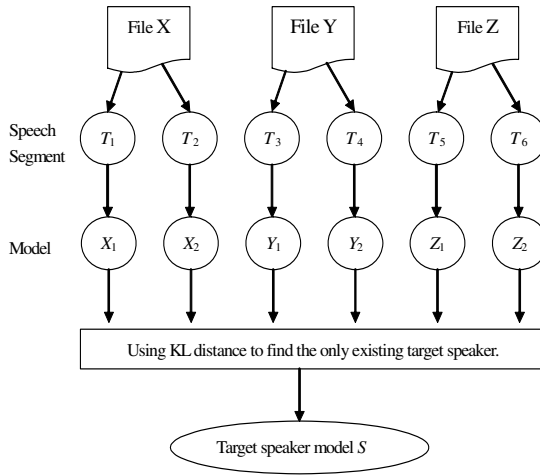 File X File Y File Z
Speech
Segment
T1 T2 T3 T4 T5 T6
Model
X1 X2 Y1 Y2 Z1 Z2
Using KL distance to find the only existing target speaker.
Target speaker model S